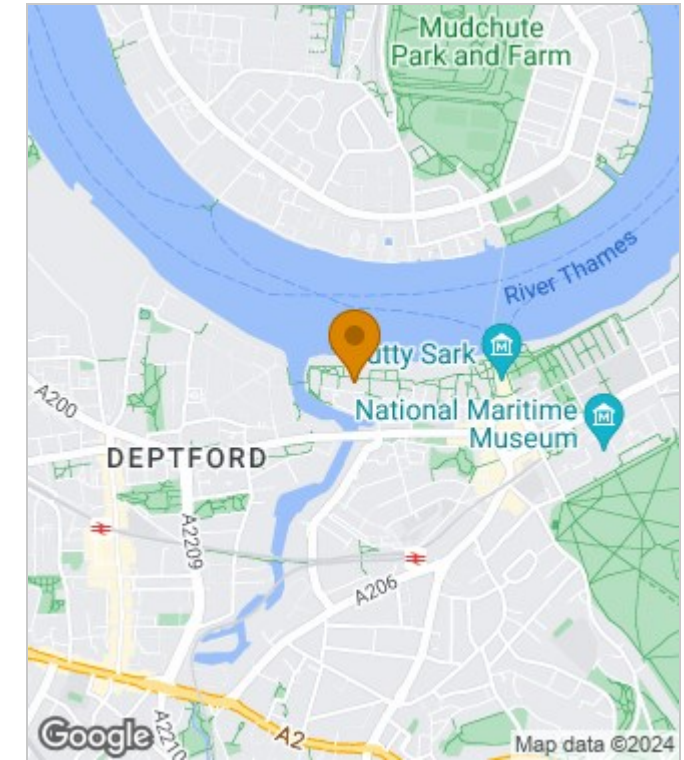 Mudchute
Park and Farm
River Thames
utty Sark
National Maritime
Museum
A200
DEPTFORD
A2209
A206
A2
A2210
Google
Map data ©2024